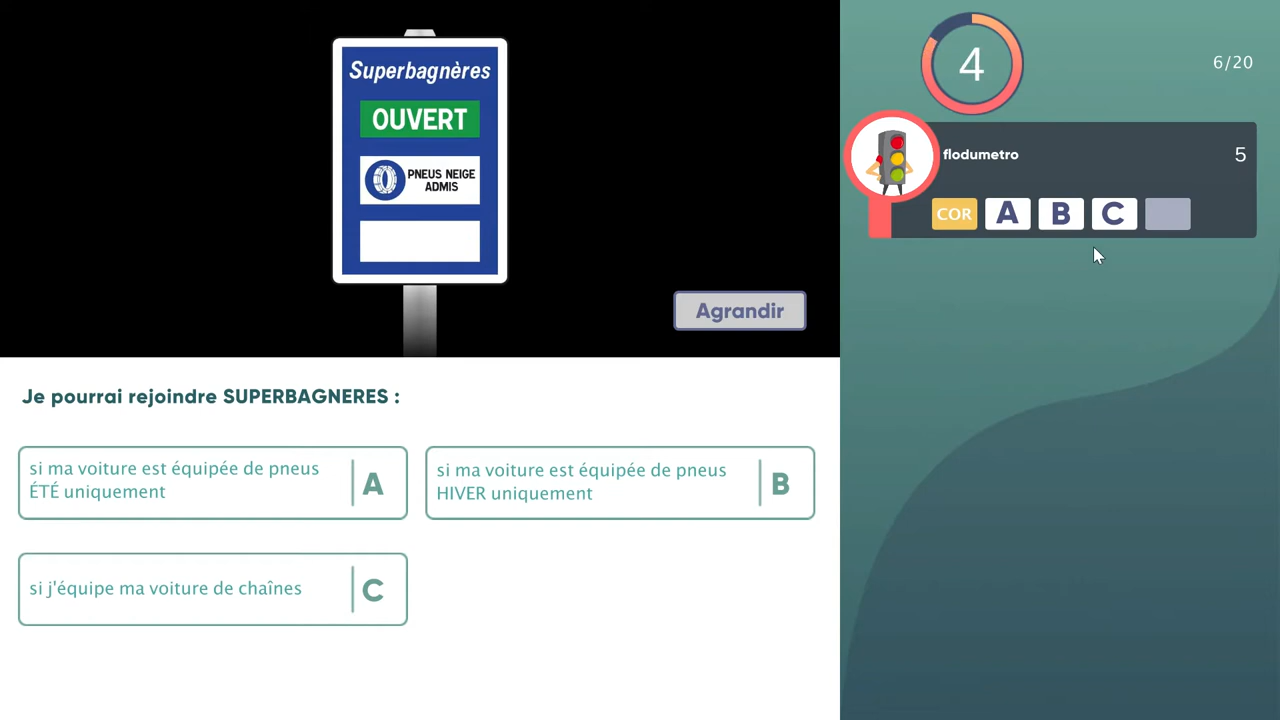 Superbagnères
OUVERT
PNEUS NEIGE
ADMIS
Agrandir
4
6/20
flodumetro
5
COR
A
B
C
Je pourrai rejoindre SUPERBAGNERES :
si ma voiture est équipée de pneus
ÉTÉ uniquement
A
si ma voiture est équipée de pneus
HIVER uniquement
B
si j'équipe ma voiture de chaînes
C